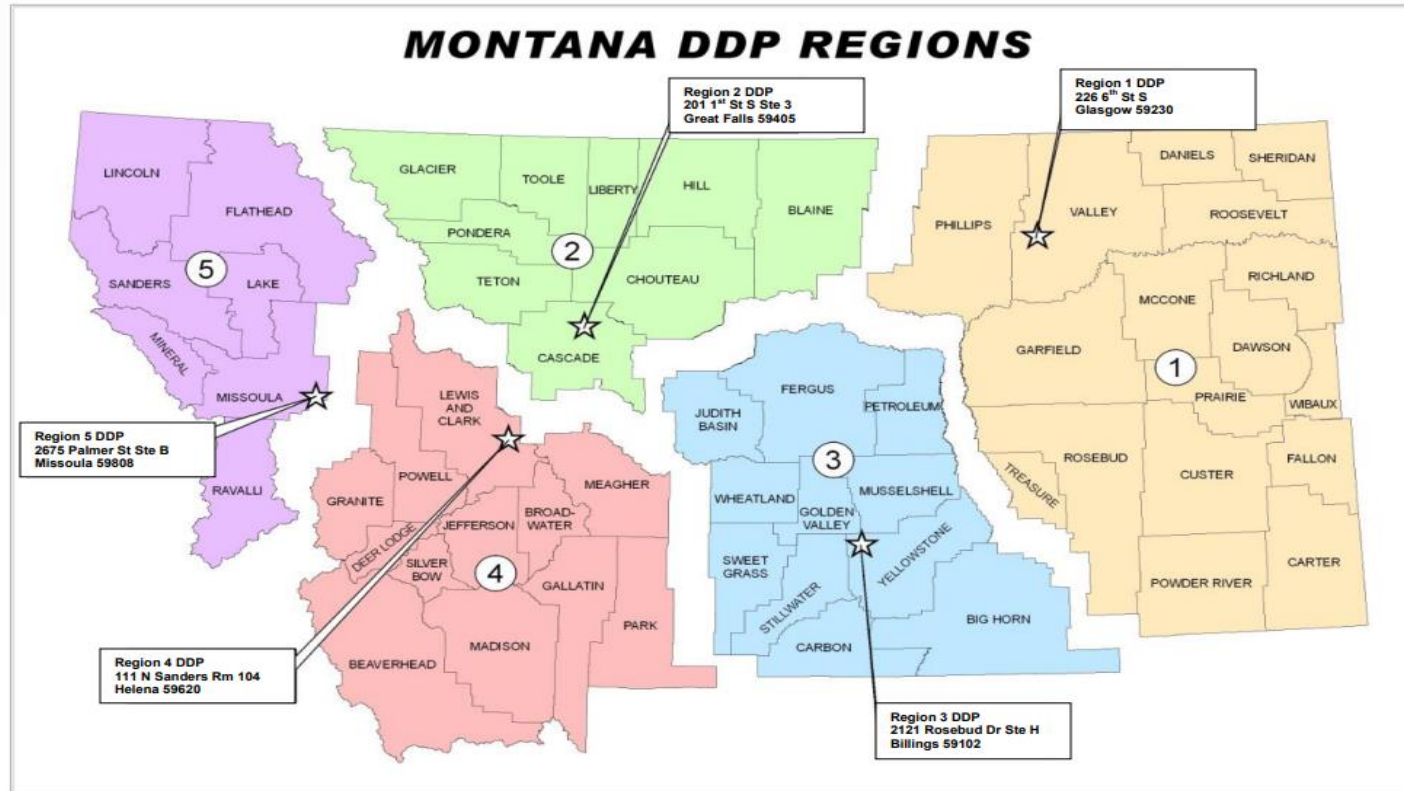 MONTANA DDP REGIONS
Region 2 DDP
201 1st St S Ste 3
Great Falls 59405
Region 1 DDP
226 6th St S
Glasgow 59230
LINCOLN
FLATHEAD
SANDERS
5
LAKE
MINERAL
MISSOULA
RAVALLI
Region 5 DDP
2675 Palmer St Ste B
Missoula 59808
GLACIER
TOOLE
LIBERTY
HILL
BLAINE
PONDERA
2
TETON
CHOUTEAU
CASCADE
PHILLIPS
VALLEY
DANIELS
SHERIDAN
ROOSEVELT
RICHLAND
MCCONE
GARFIELD
DAWSON
1
PRAIRIE
WIBAUX
ROSEBUD
TREASURE
CUSTER
FALLON
POWDER RIVER
CARTER
LEWIS
AND
CLARK
POWELL
GRANITE
MEAGHER
DEER LODGE
JEFFERSON
BROAD-
WATER
SILVER
BOW
4
GALLATIN
PARK
MADISON
BEAVERHEAD
Region 4 DDP
111 N Sanders Rm 104
Helena 59620
JUDITH
BASIN
FERGUS
PETROLEUM
3
WHEATLAND
GOLDEN
VALLEY
MUSSELSHELL
SWEET
GRASS
STILLWATER
YELLOWSTONE
CARBON
BIG HORN
Region 3 DDP
2121 Rosebud Dr Ste H
Billings 59102